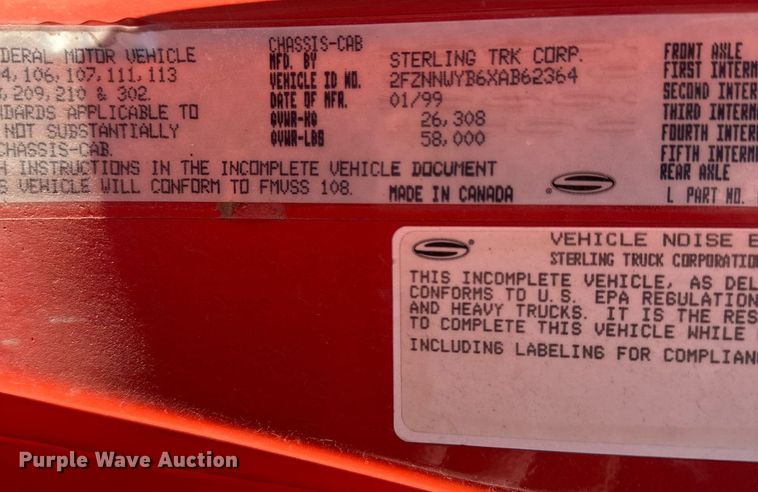 CHASSIS-CAB
DERAL MOTOR VEHICLE
MFD. BY STERLING TRK CORP.
4, 106, 107, 111, 113
VEHICLE ID NO. 2FZNNWYB6XAB62364
, 209, 210 & 302.
DATE OF MFR. 01/99
DARDS APPLICABLE TO
GVWR-KG 26,308
NOT SUBSTANTIALLY
GVWR-LBS 58,000
CHASSIS-CAB.
H INSTRUCTIONS IN THE INCOMPLETE VEHICLE DOCUMENT
S VEHICLE WILL CONFORM TO FMVSS 108.
MADE IN CANADA
FRONT AXLE
FIRST INTERM
SECOND INTER
THIRD INTERM
FOURTH INTER
FIFTH INTERM
REAR AXLE
L PART NO.
VEHICLE NOISE E
STERLING TRUCK CORPORATIO
THIS INCOMPLETE VEHICLE, AS DEL
CONFORMS TO U.S. EPA REGULATION
AND HEAVY TRUCKS. IT IS THE RES
TO COMPLETE THIS VEHICLE WHILE
INCLUDING LABELING FOR COMPLIAN
Purple Wave Auction